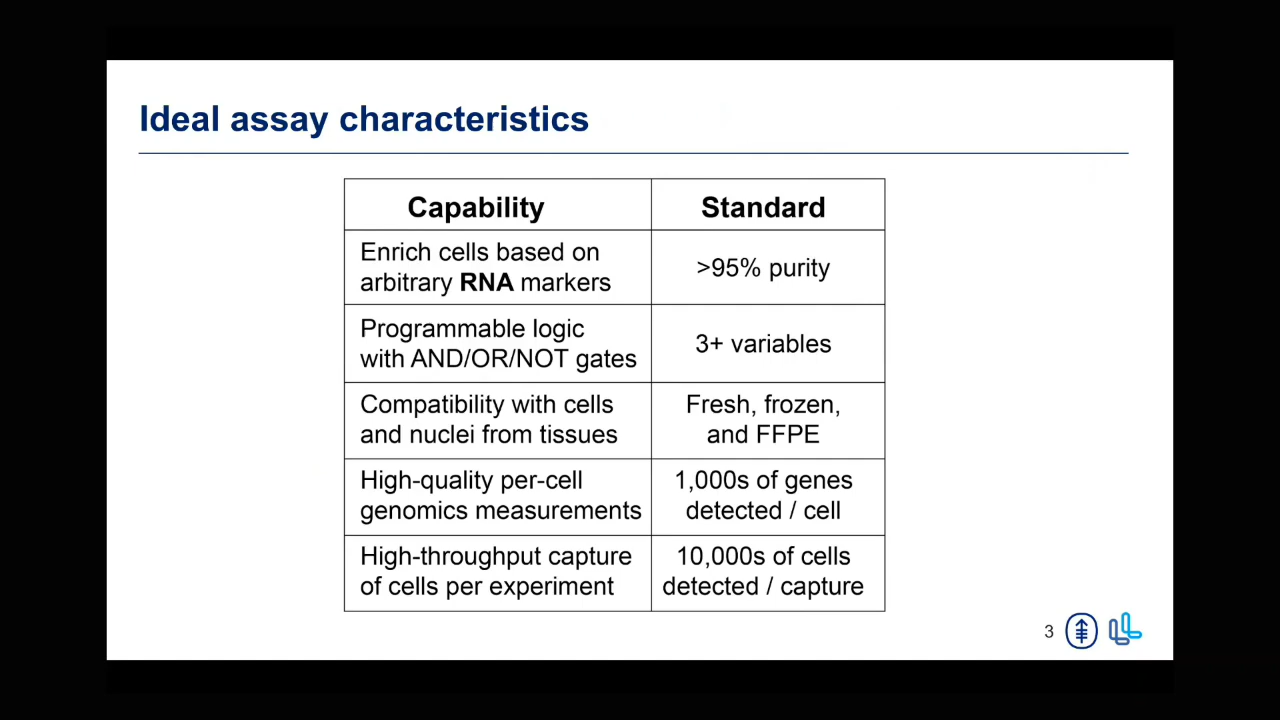 Ideal assay characteristics
Capability
Standard
Enrich cells based on
arbitrary RNA markers
>95% purity
Programmable logic
with AND/OR/NOT gates
3+ variables
Compatibility with cells
and nuclei from tissues
Fresh, frozen,
and FFPE
High-quality per-cell
genomics measurements
1,000s of genes
detected / cell
High-throughput capture
of cells per experiment
10,000s of cells
detected / capture
3